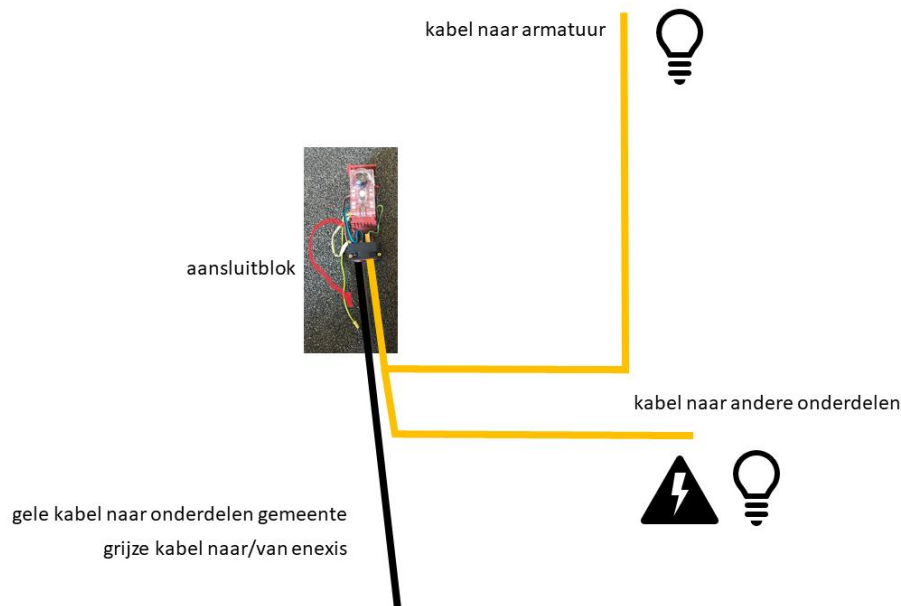 kabel naar armatuur
aansluitblok
kabel naar andere onderdelen
gele kabel naar onderdelen gemeente
grijze kabel naar/van enexis